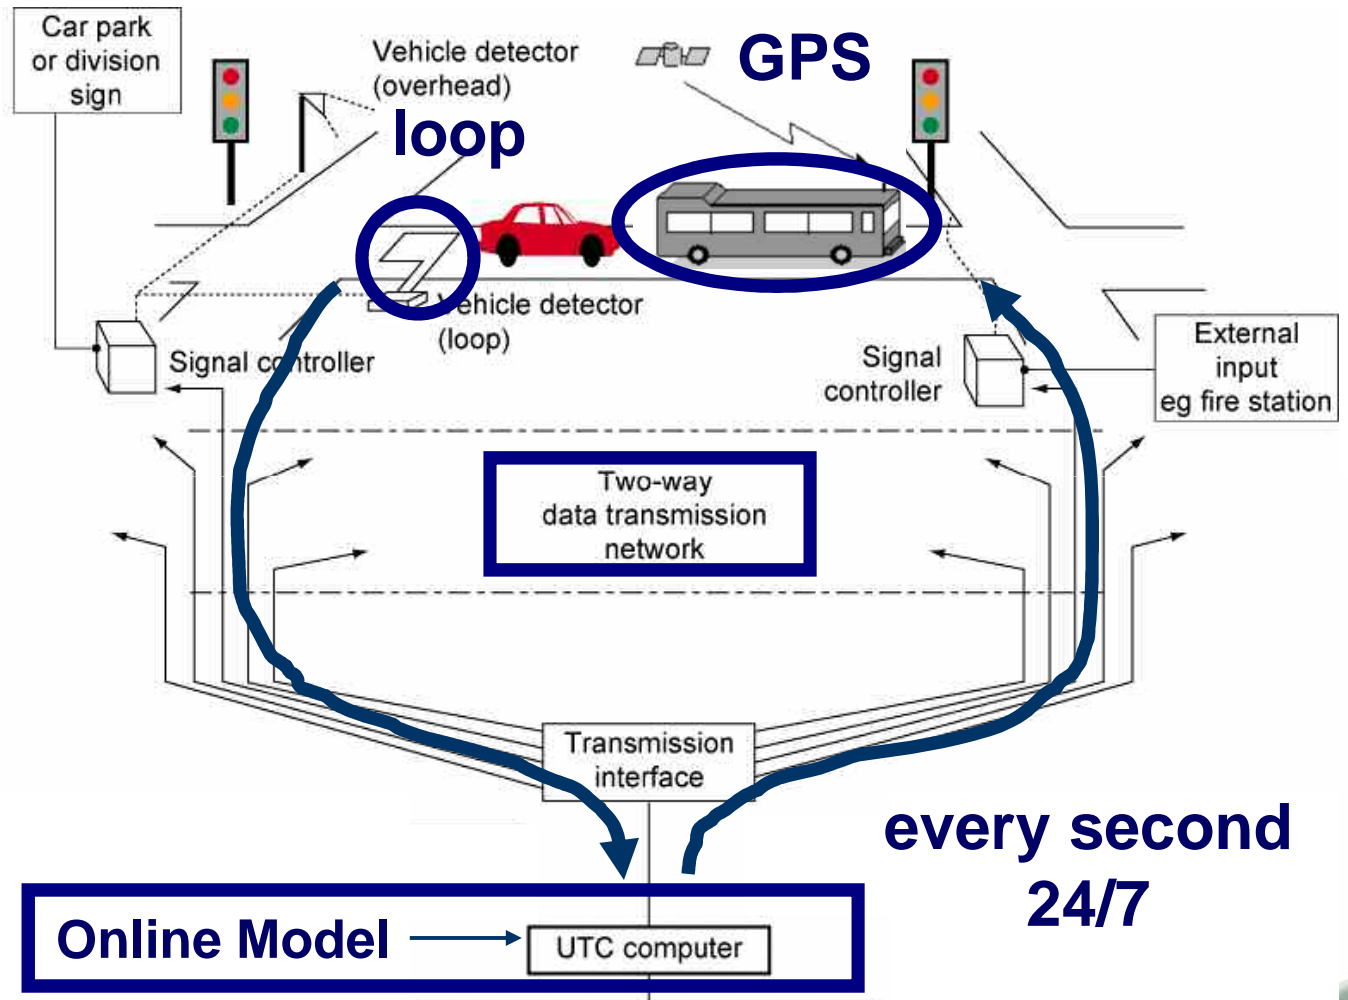 Car park
or division
sign
Vehicle detector
(overhead)
GPS
loop
Vehicle detector
(loop)
Signal controller
Signal
controller
External
input
eg fire station
Two-way
data transmission
network
Transmission
interface
every second
24/7
Online Model
UTC computer